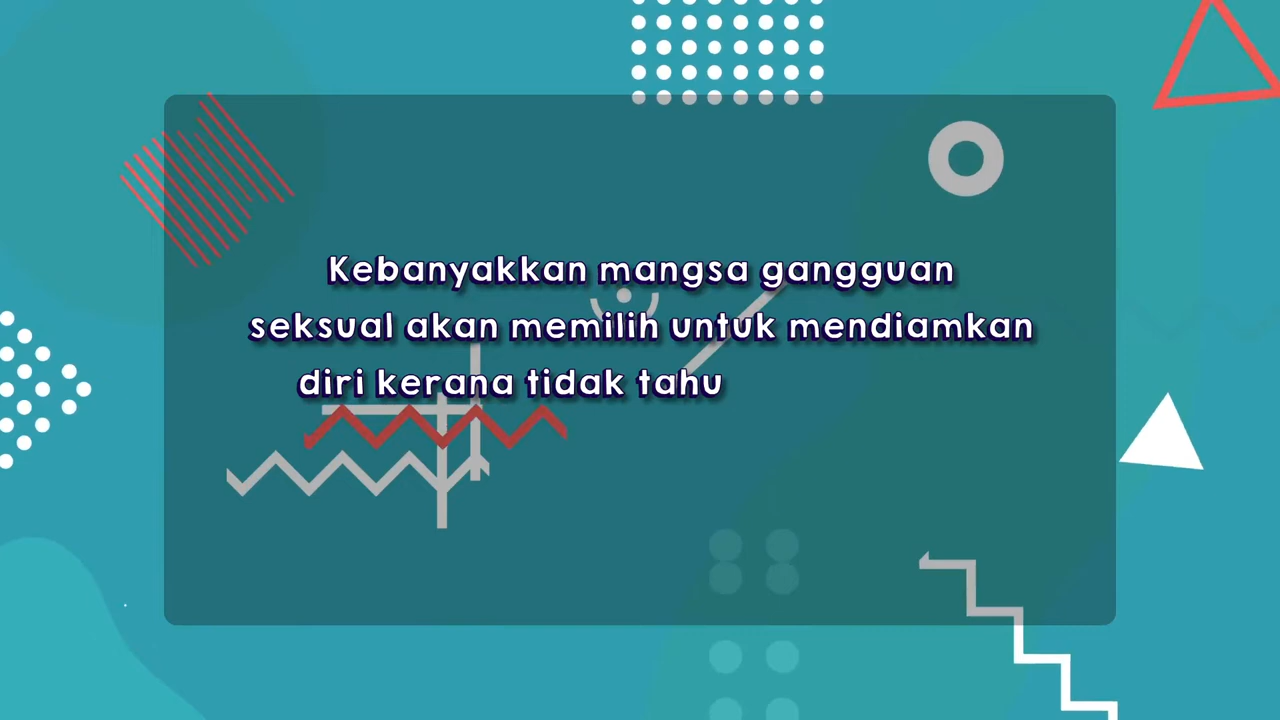 Kebanyakkan mangsa gangguan
seksual akan memilih untuk mendiamkan
diri kerana tidak tahu